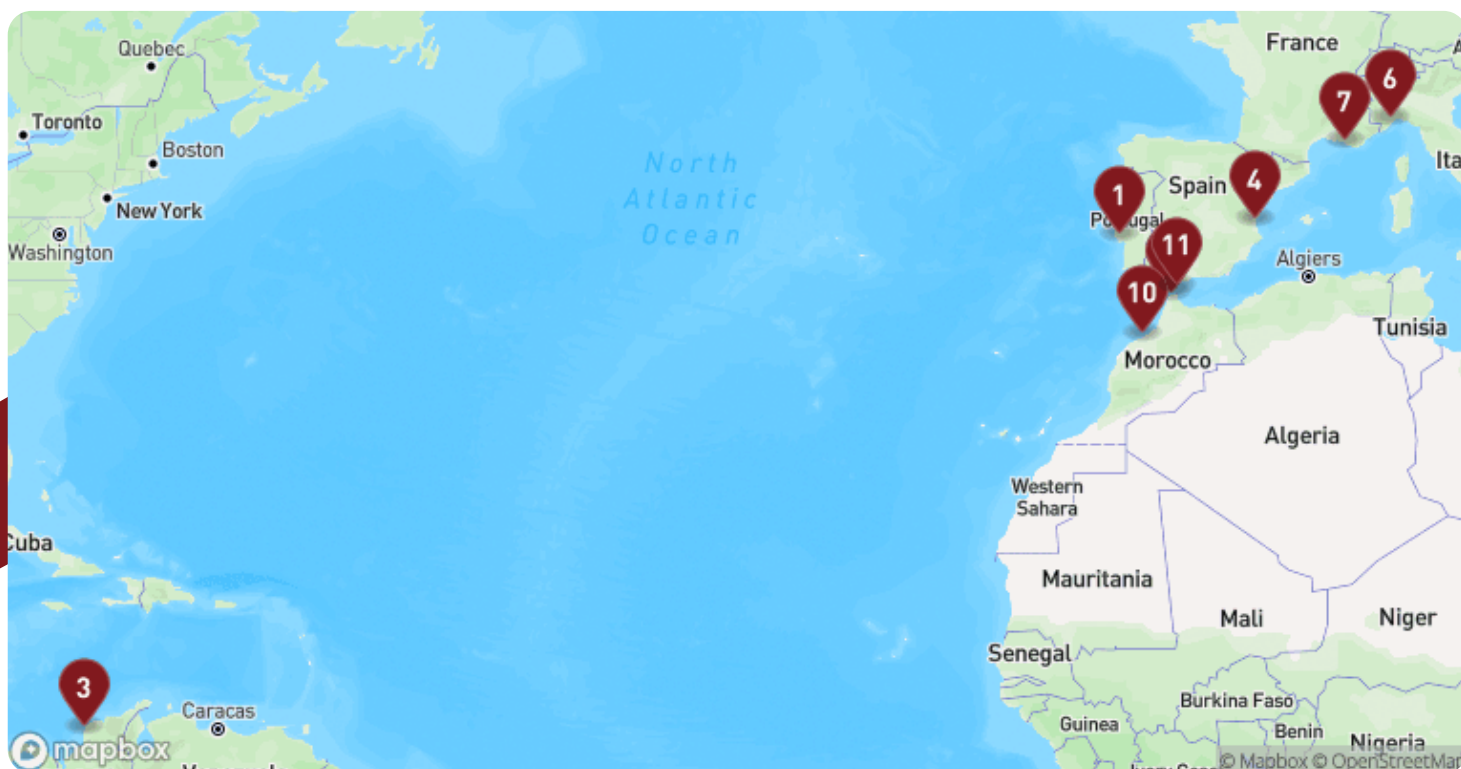 Quebec
Toronto
Boston
New York
Washington
North
Atlantic
Ocean
France
6
7
Spain
4
1
11
10
Algiers
Tunisia
Morocco
Algeria
Western
Sahara
Cuba
Mauritania
Mali
Niger
Senegal
3
Caracas
Burkina Faso
Guinea
Benin
Nigeria
mapbox
© Mapbox © OpenStreetMap